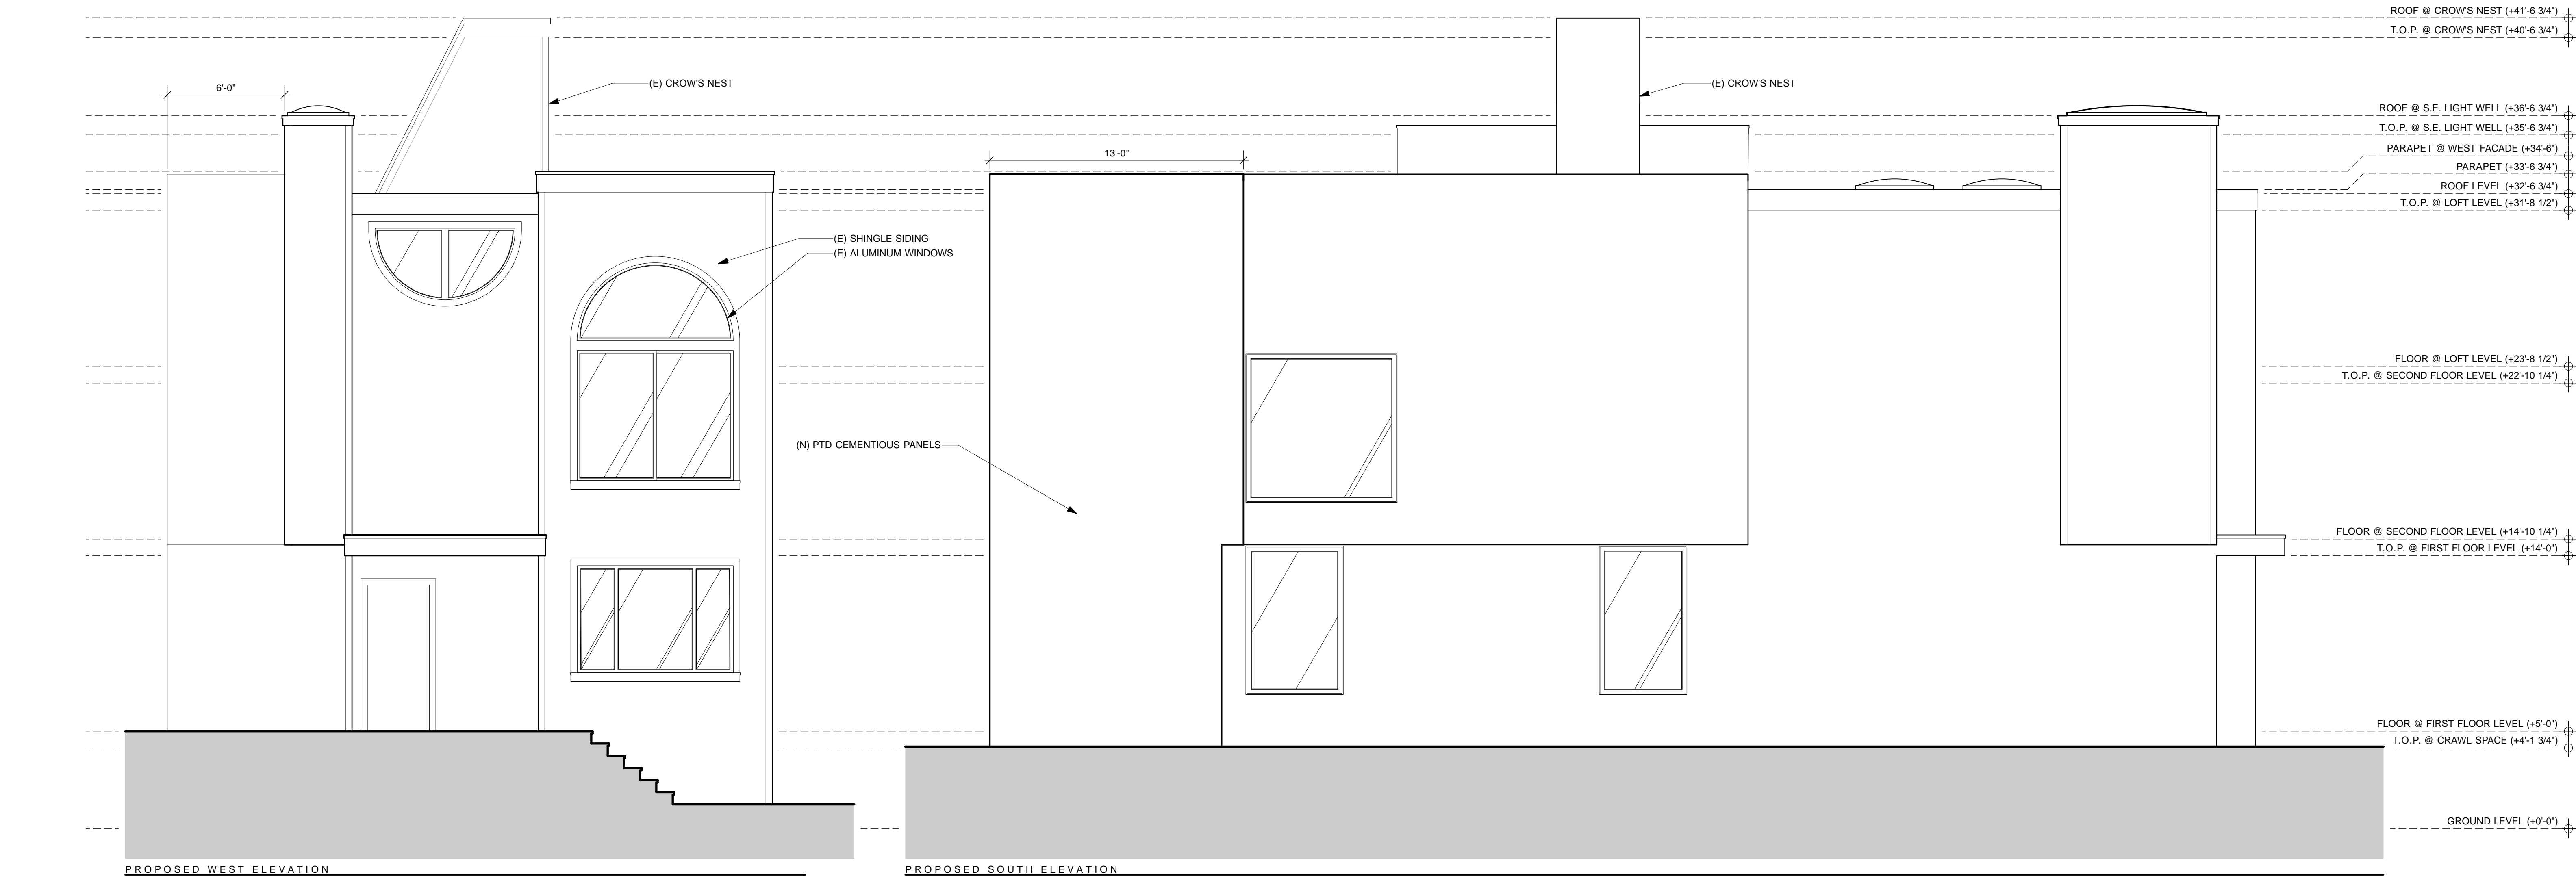 ROOF @ CROW'S NEST (+41'-6 3/4")
T.O.P. @ CROW'S NEST (+40'-6 3/4")
6'-0"
(E) CROW'S NEST
(E) CROW'S NEST
ROOF @ S.E. LIGHT WELL (+36'-6 3/4")
T.O.P. @ S.E. LIGHT WELL (+35'-6 3/4")
13'-0"
PARAPET @ WEST FACADE (+34'-6")
PARAPET (+33'-6 3/4")
ROOF LEVEL (+32'-6 3/4")
T.O.P. @ LOFT LEVEL (+31'-8 1/2")
(E) SHINGLE SIDING
(E) ALUMINUM WINDOWS
FLOOR @ LOFT LEVEL (+23'-8 1/2")
T.O.P. @ SECOND FLOOR LEVEL (+22'-10 1/4")
(N) PTD CEMENTIOUS PANELS
FLOOR @ SECOND FLOOR LEVEL (+14'-10 1/4")
T.O.P. @ FIRST FLOOR LEVEL (+14'-0")
FLOOR @ FIRST FLOOR LEVEL (+5'-0")
T.O.P. @ CRAWL SPACE (+4'-1 3/4")
GROUND LEVEL (+0'-0")
PROPOSED WEST ELEVATION
PROPOSED SOUTH ELEVATION